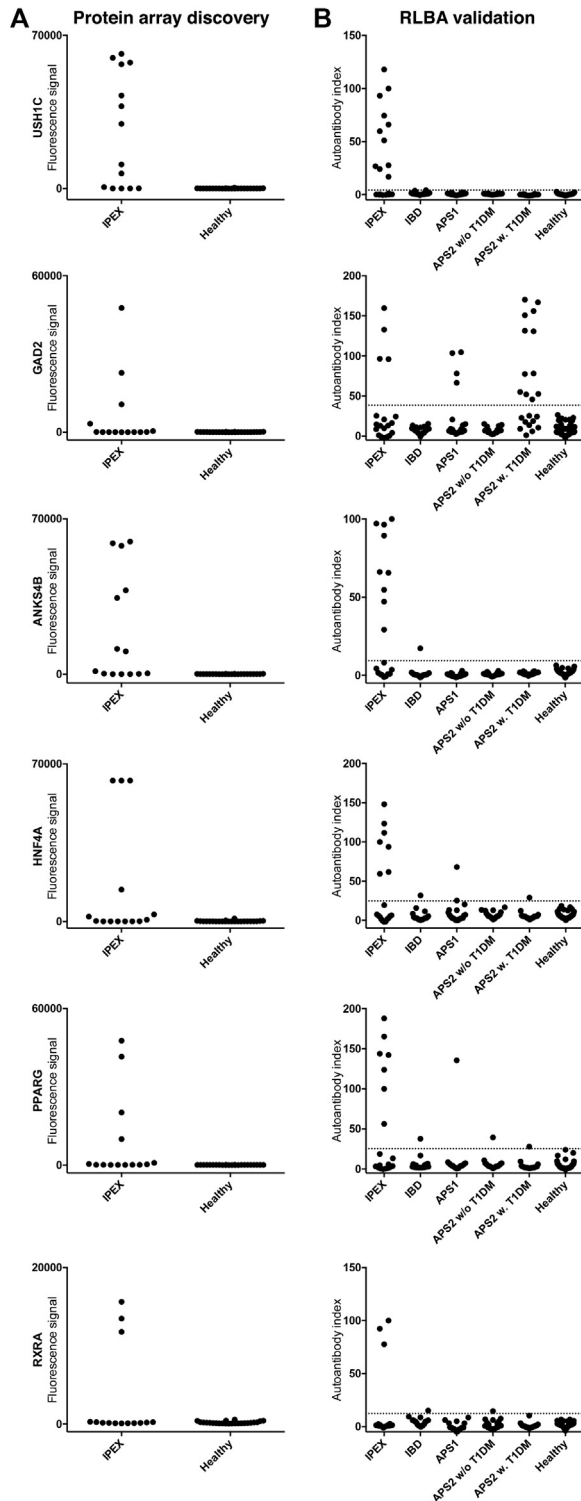 A Protein array discovery
B RLBA validation
USH1C
Fluorescence signal
70000
0
IPEX
Healthy
Autoantibody index
150
100
50
0
IPEX
IBD
APS1
APS2 w/o T1DM
APS2 w. T1DM
Healthy
GAD2
Fluorescence signal
60000
0
IPEX
Healthy
Autoantibody index
200
150
100
50
0
IPEX
IBD
APS1
APS2 w/o T1DM
APS2 w. T1DM
Healthy
ANKS4B
Fluorescence signal
70000
0
IPEX
Healthy
Autoantibody index
100
50
0
IPEX
IBD
APS1
APS2 w/o T1DM
APS2 w. T1DM
Healthy
HNF4A
Fluorescence signal
70000
0
IPEX
Healthy
Autoantibody index
200
150
100
50
0
IPEX
IBD
APS1
APS2 w/o T1DM
APS2 w. T1DM
Healthy
PPARG
Fluorescence signal
60000
0
IPEX
Healthy
Autoantibody index
200
150
100
50
0
IPEX
IBD
APS1
APS2 w/o T1DM
APS2 w. T1DM
Healthy
RXRA
Fluorescence signal
20000
0
IPEX
Healthy
Autoantibody index
150
100
50
0
IPEX
IBD
APS1
APS2 w/o T1DM
APS2 w. T1DM
Healthy